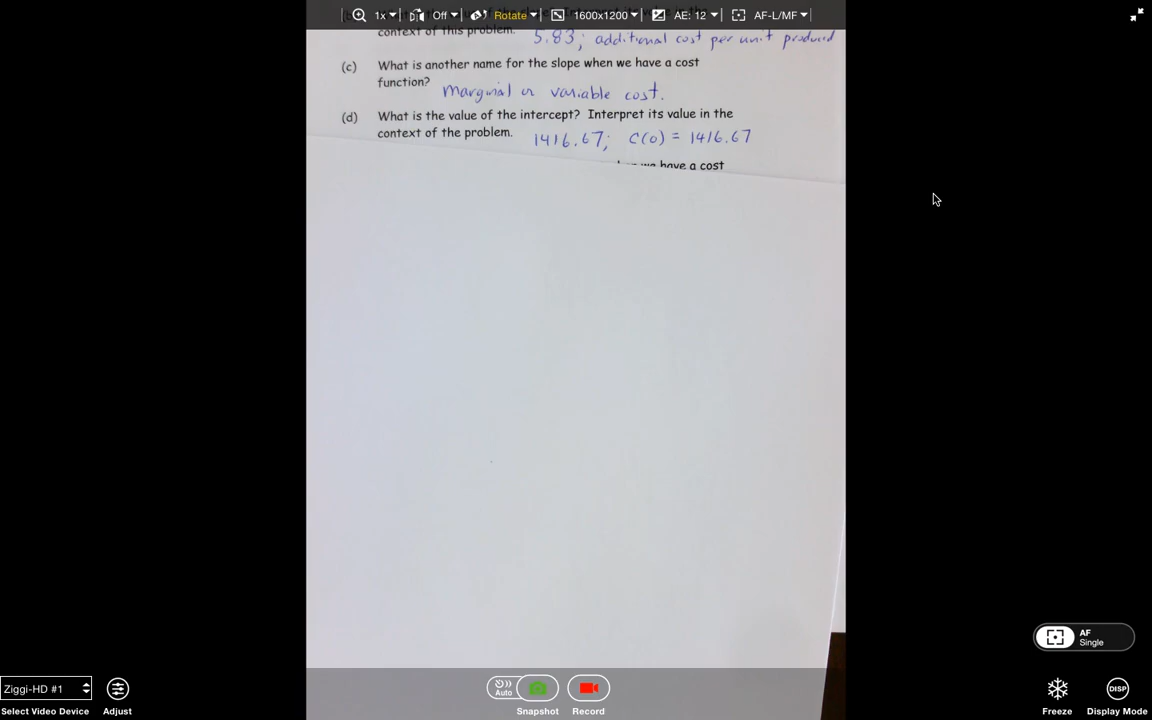 1x Off Rotate 1600x1200 AE: 12 AF-L/MF
context of this problem. 5.83; additional cost per unit produced
(c) What is another name for the slope when we have a cost
function? marginal or variable cost.
(d) What is the value of the intercept? Interpret its value in the
context of the problem. 1416.67; C(0) = 1416.67
have a cost
AF
Single
Ziggi-HD #1
Select Video Device
Adjust
Auto
Snapshot
Record
Freeze
DISP
Display Mode